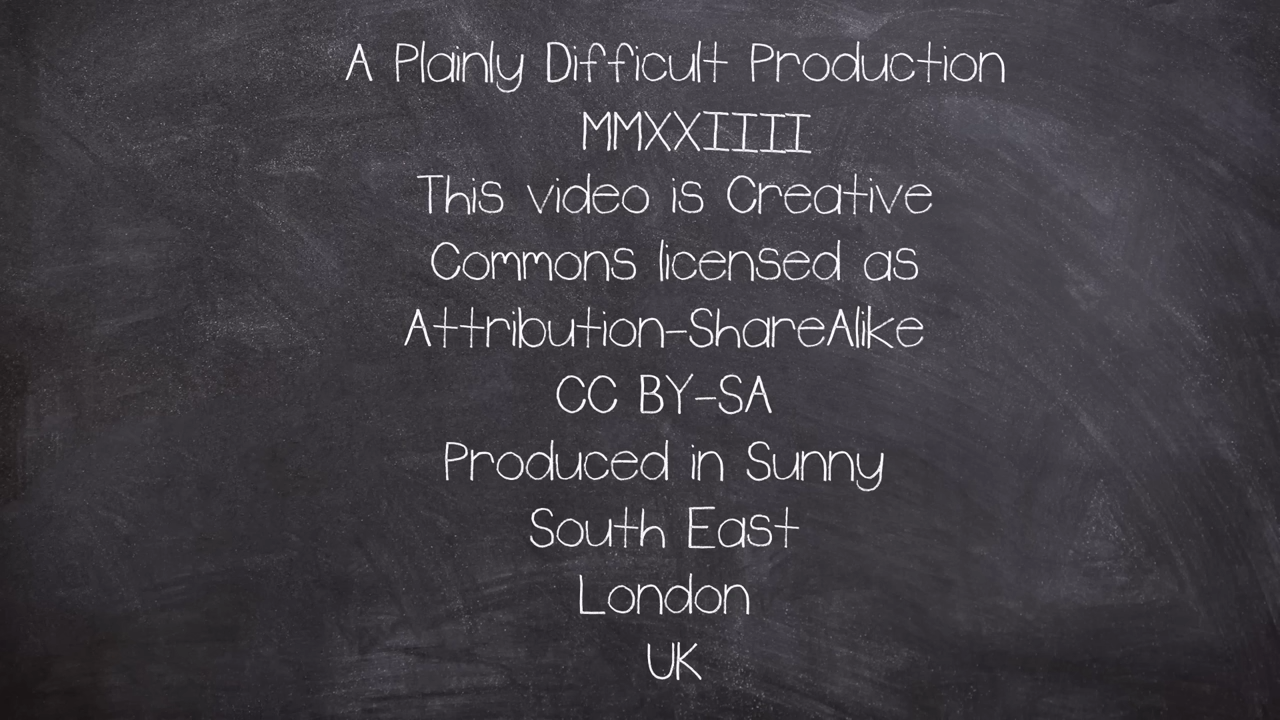 A Plainly Difficult Production
MMXXIIII
This video is Creative
Commons licensed as
Attribution-ShareAlike
CC BY-SA
Produced in Sunny
South East
London
UK